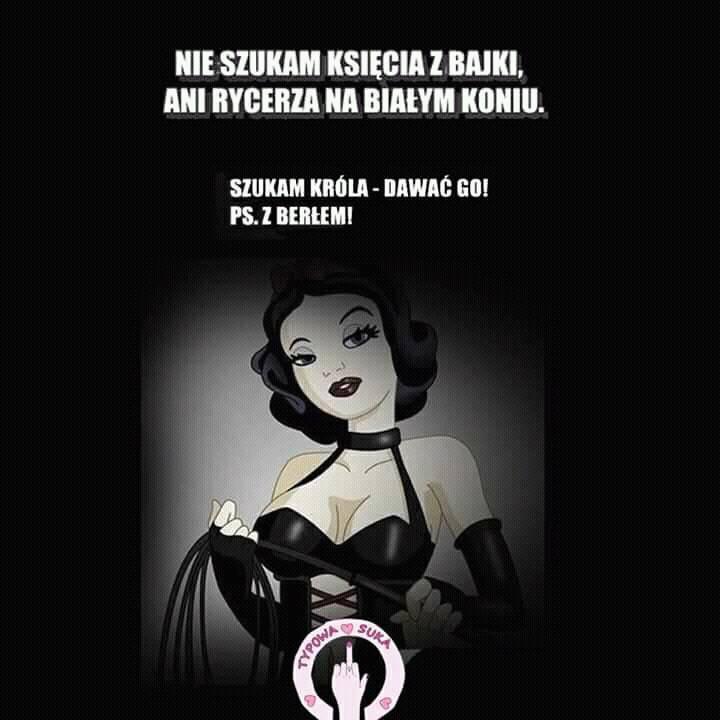 NIE SZUKAM KSIĘCIA Z BAJKI,
ANI RYCERZA NA BIAŁYM KONIU.
SZUKAM KRÓLA - DAWAĆ GO!
PS. Z BERŁEM!
TYPOWA SUKA